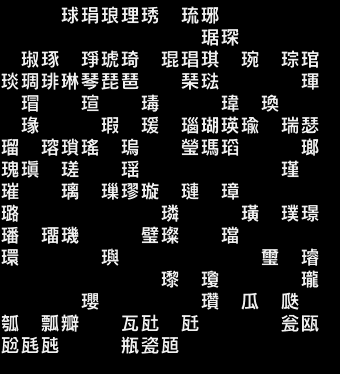 球琄琅理琇 琉琊
琚琛
琡琢 琤琥琦 琨琩琪 琬 琮琯
琰琱琲琳琴琵琶 琹琺 琿
瑁 瑄 瑇 瑋 瑍
瑑 瑕 瑗 瑙瑚瑛瑜 瑞瑟
瑠 瑢瑣瑤 瑦 瑩瑪瑫 瑯
瑰瑱 瑳 瑶 瑾
璀 璃 璅璆璇 璉 璋
璐 璘 璜 璞璟
璠 璢璣 璧璨 璫
環 璵 璽 璿
瓈 瓊 瓏
瓔 瓚 瓜 瓞
瓠 瓢瓣 瓦瓧 瓩 瓮瓯
瓰瓱瓲 瓶瓷瓸